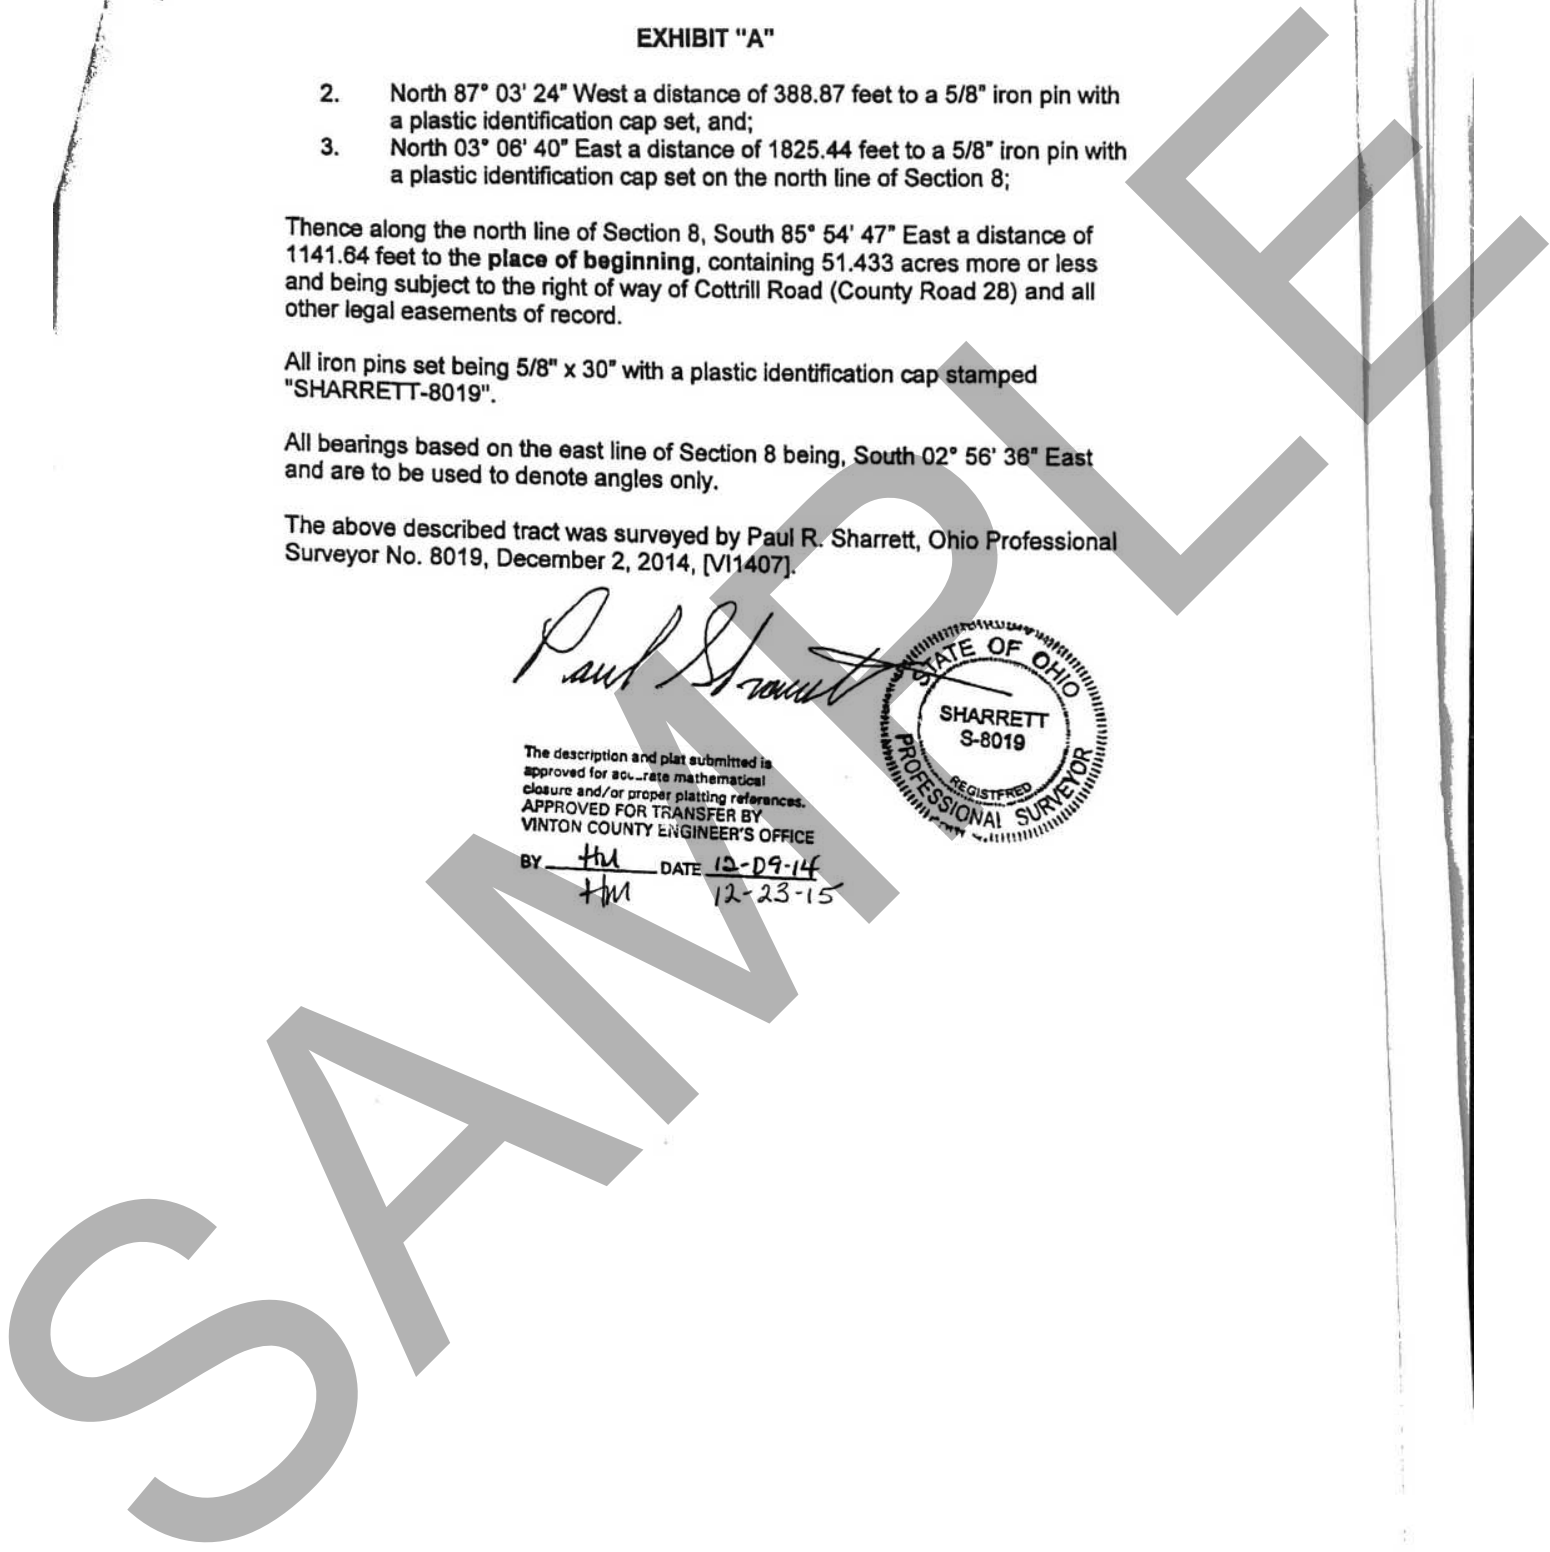 EXHIBIT "A"
2. North 87° 03' 24" West a distance of 388.87 feet to a 5/8" iron pin with
a plastic identification cap set, and;
3. North 03° 06' 40" East a distance of 1825.44 feet to a 5/8" iron pin with
a plastic identification cap set on the north line of Section 8;
Thence along the north line of Section 8, South 85° 54' 47" East a distance of
1141.64 feet to the place of beginning, containing 51.433 acres more or less
and being subject to the right of way of Cottrill Road (County Road 28) and all
other legal easements of record.
All iron pins set being 5/8" x 30" with a plastic identification cap stamped
"SHARRETT-8019".
All bearings based on the east line of Section 8 being, South 02° 56' 36" East
and are to be used to denote angles only.
The above described tract was surveyed by Paul R. Sharrett, Ohio Professional
Surveyor No. 8019, December 2, 2014, [VI1407].
Paul Sharrett
STATE OF OHIO
SHARRETT
S-8019
REGISTERED
PROFESSIONAL SURVEYOR
The description and plat submitted is
approved for accurate mathematical
closure and/or proper platting references.
APPROVED FOR TRANSFER BY
VINTON COUNTY ENGINEER'S OFFICE
BY HM DATE 12-09-14
HM 12-23-15
SAMPLE